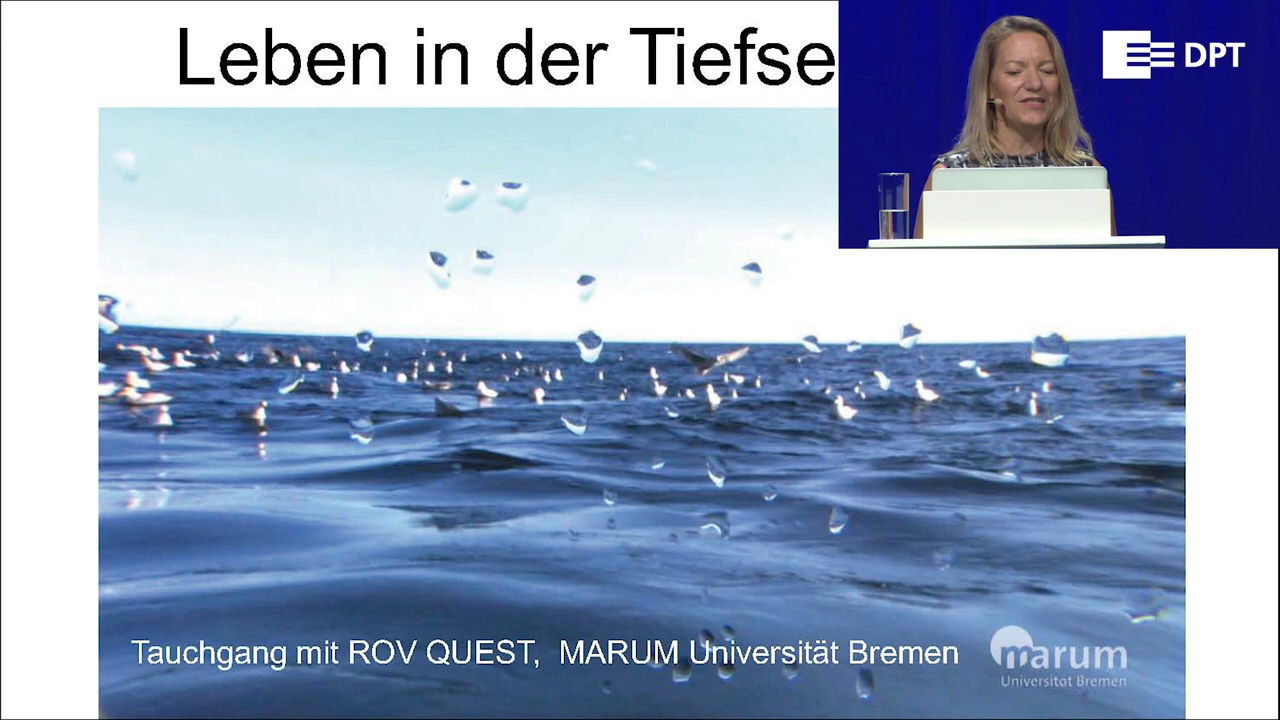 Leben in der Tiefse
DPT
Tauchgang mit ROV QUEST, MARUM Universität Bremen
marum
Universität Bremen